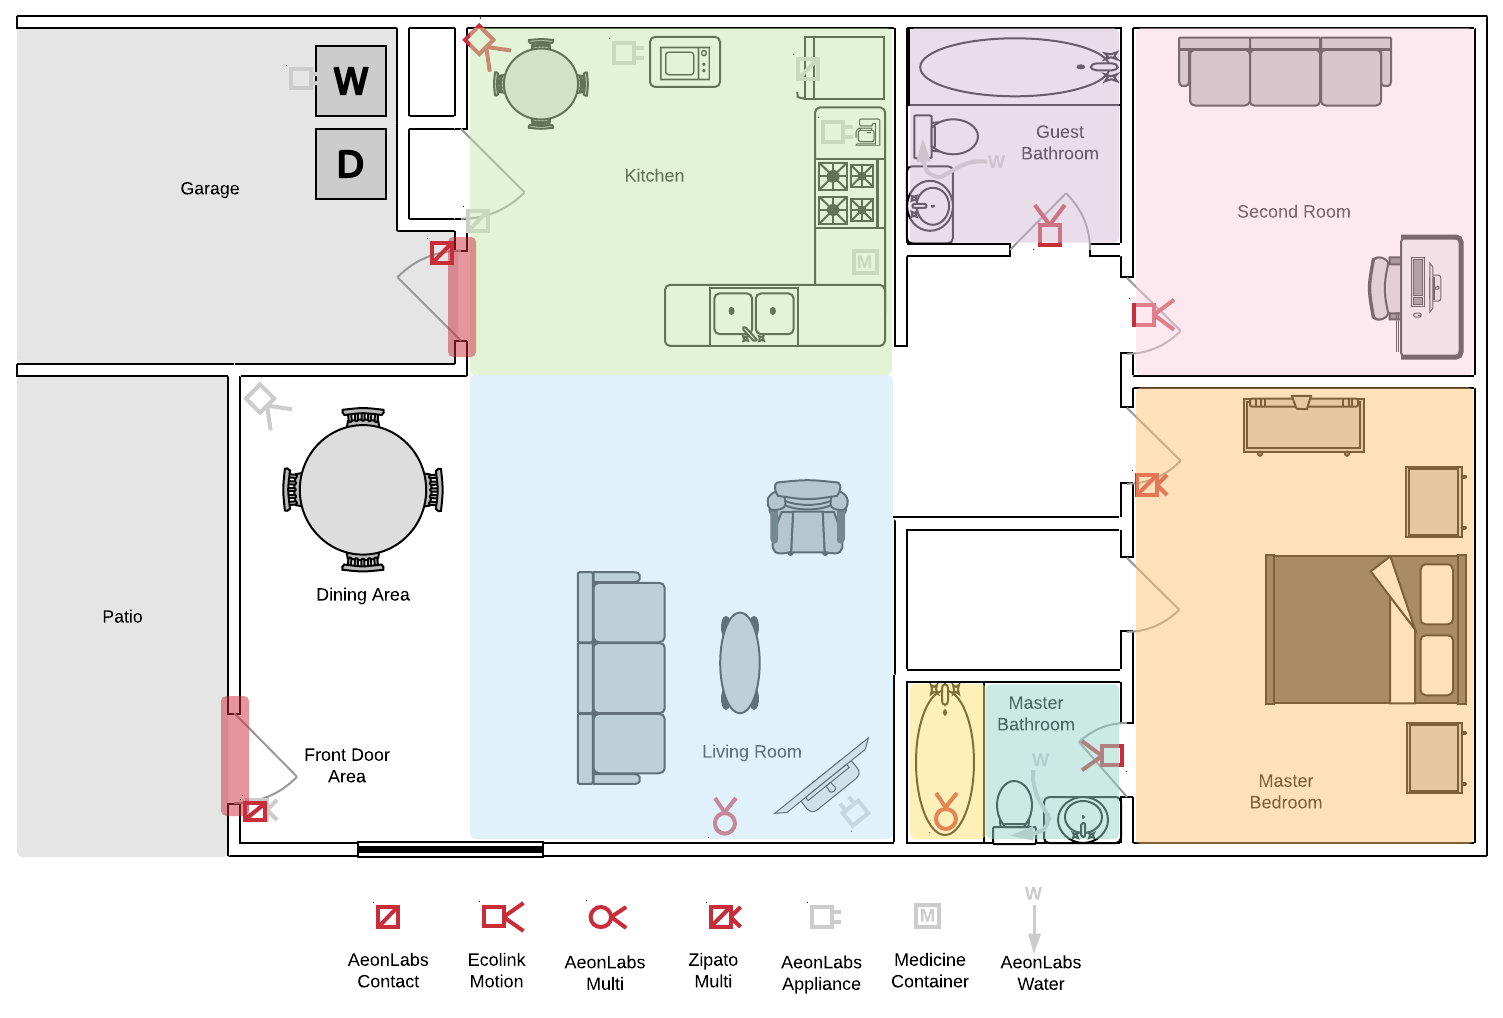 W
D
Garage
Kitchen
M
Guest
Bathroom
W
Second Room
Dining Area
Patio
Front Door
Area
Living Room
Master
Bathroom
W
Master
Bedroom
AeonLabs
Contact
Ecolink
Motion
AeonLabs
Multi
Zipato
Multi
AeonLabs
Appliance
M
Medicine
Container
W
AeonLabs
Water